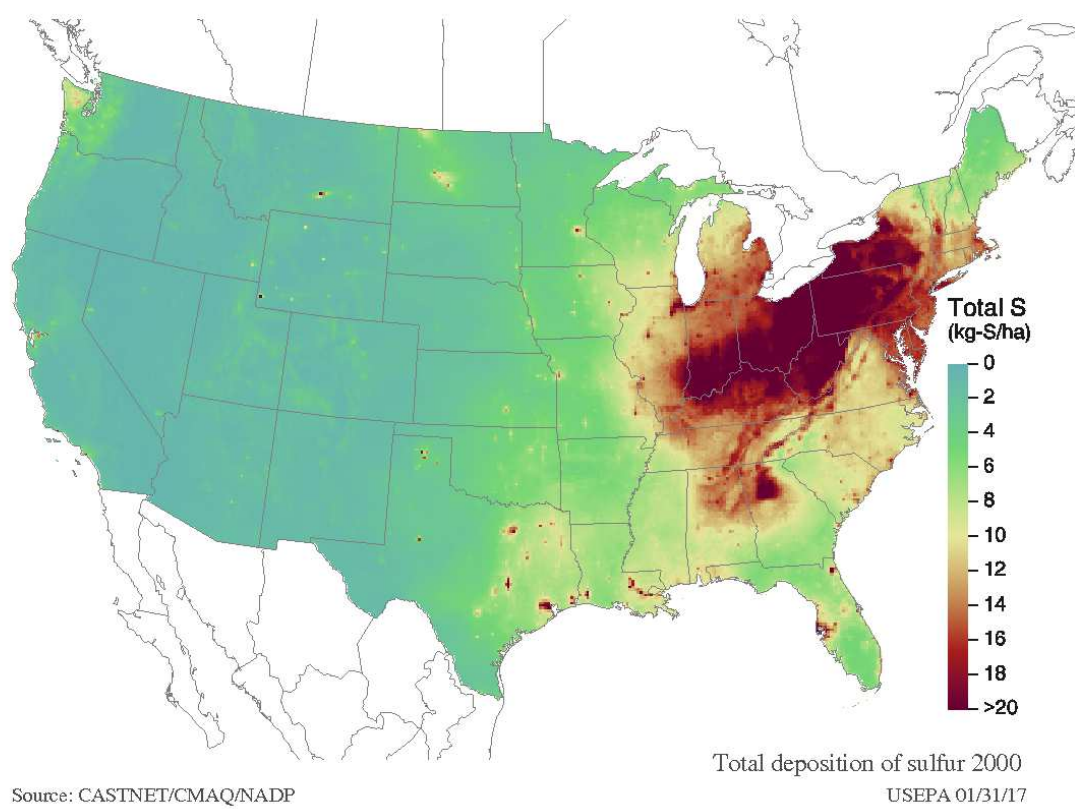 Total S
(kg-S/ha)
0
2
4
6
8
10
12
14
16
18
>20
Total deposition of sulfur 2000
Source: CASTNET/CMAQ/NADP
USEPA 01/31/17